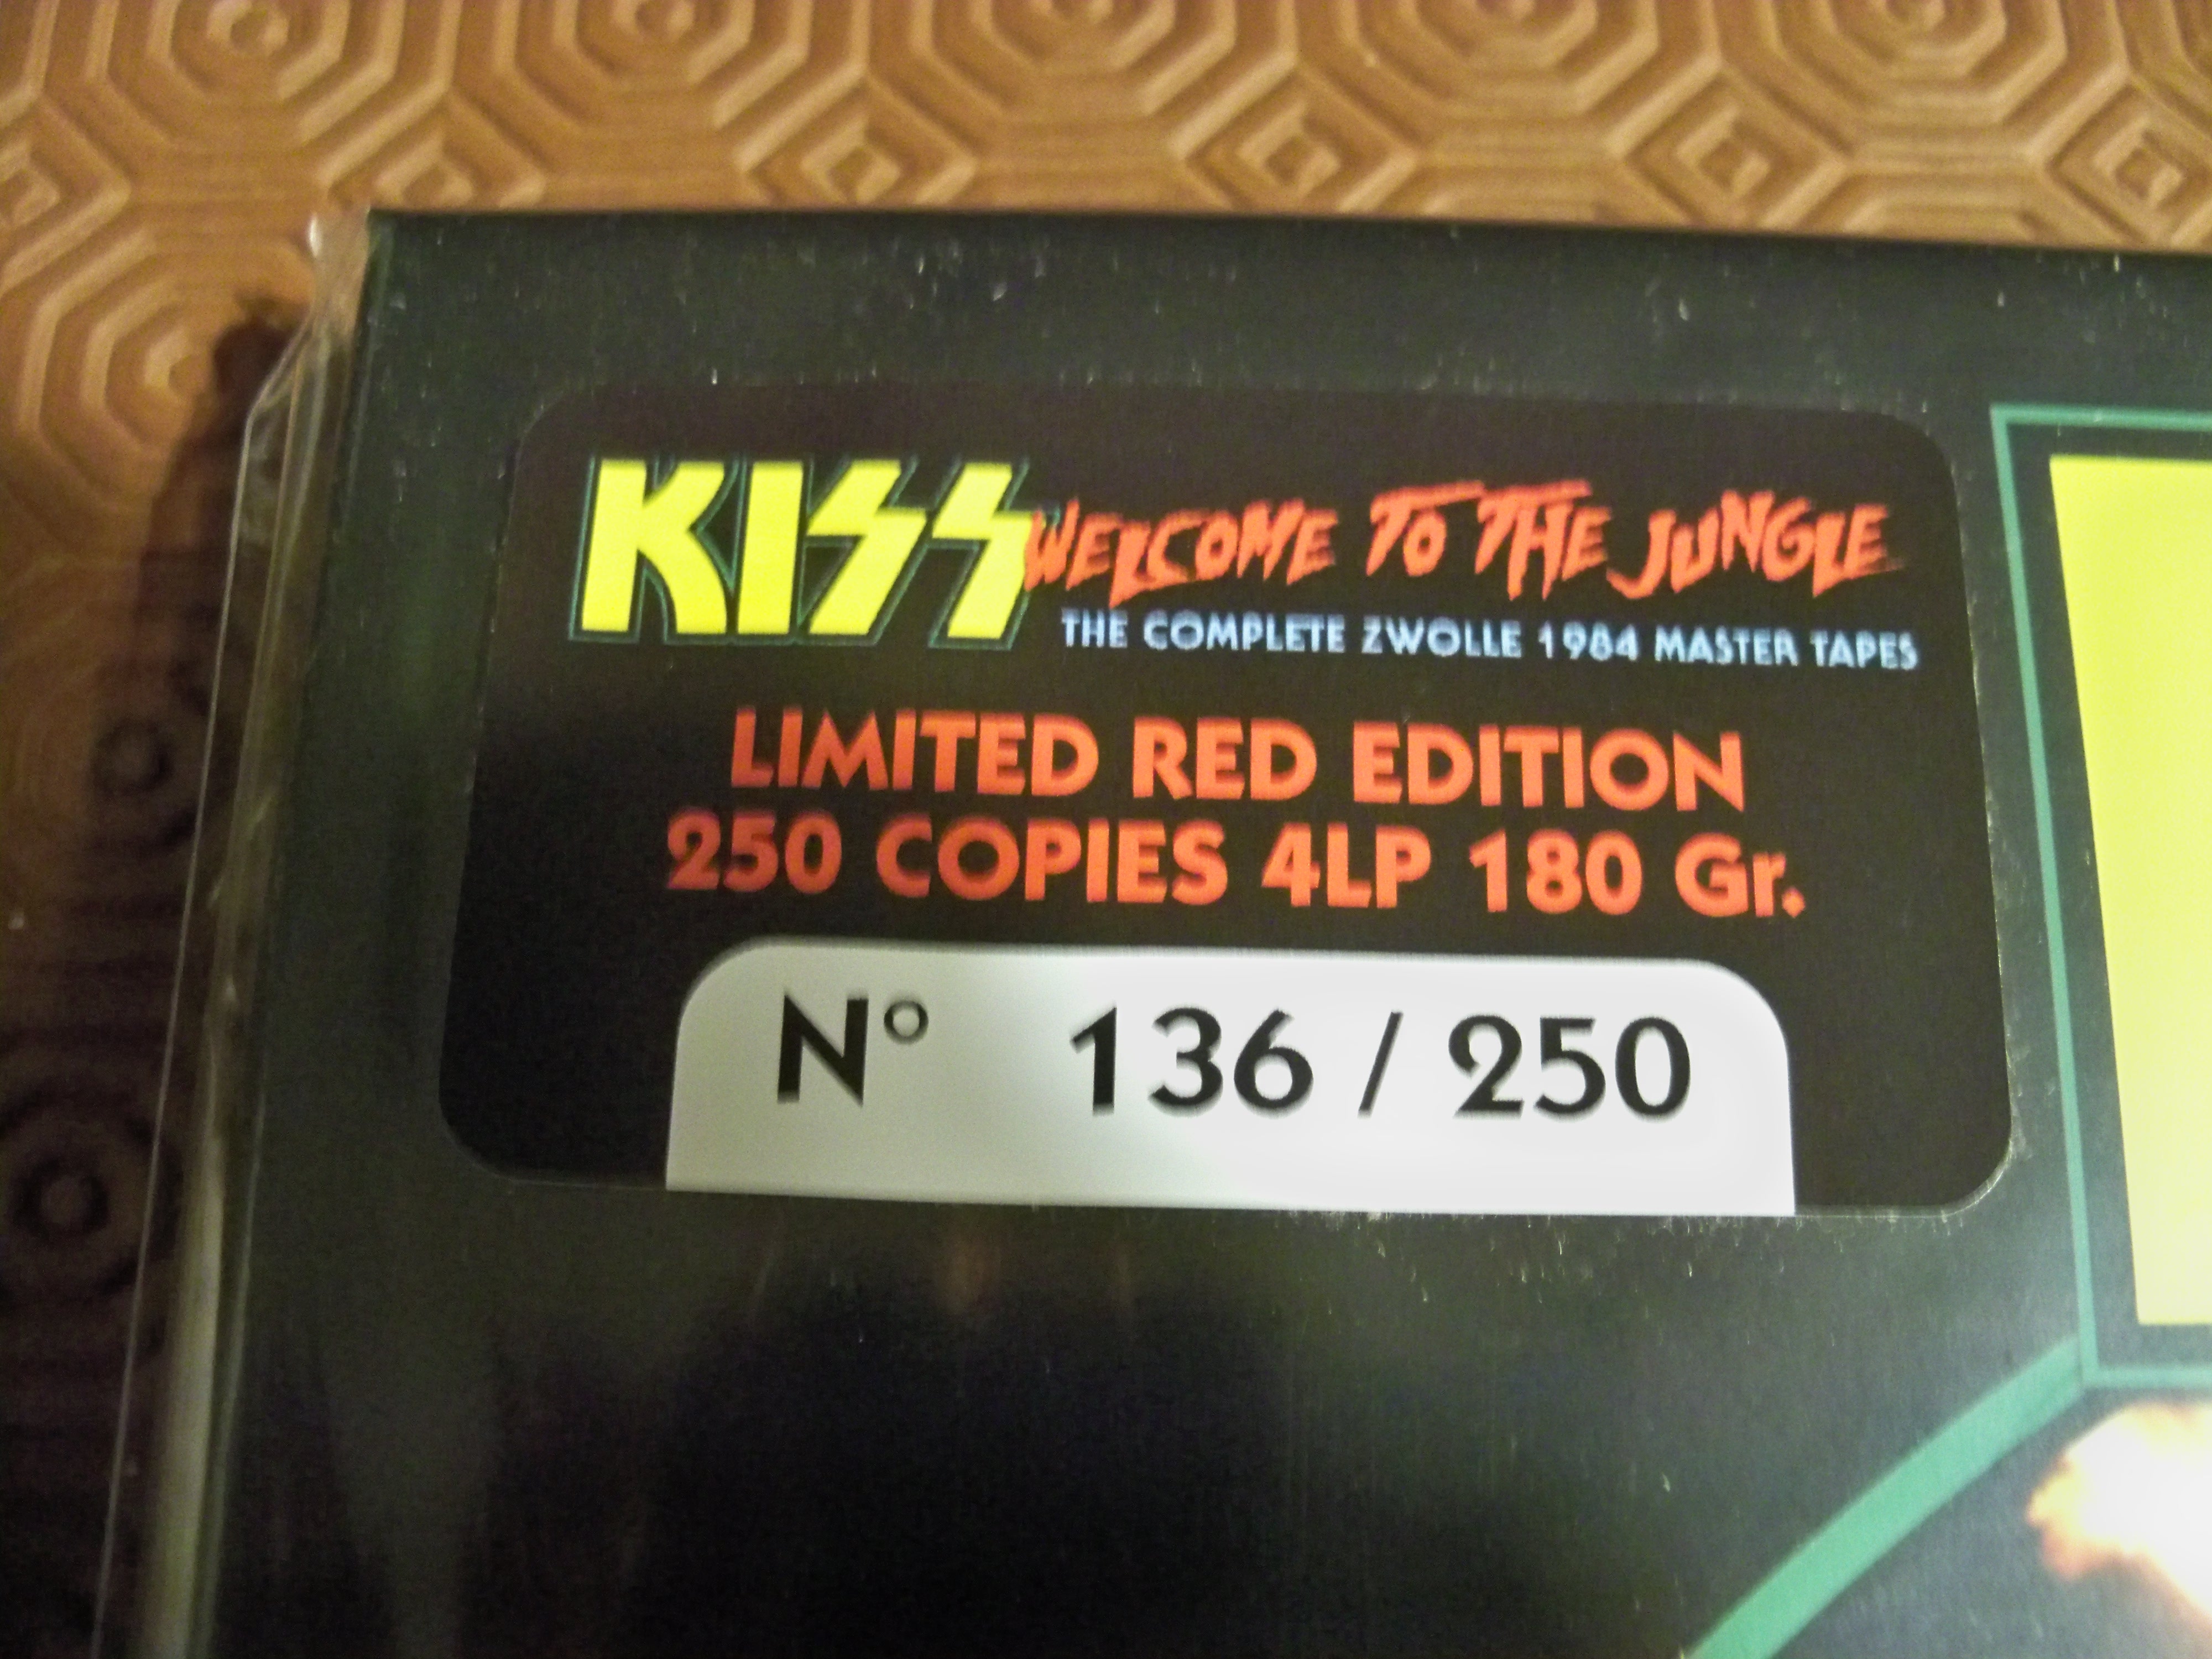 KISS WELCOME TO THE JUNGLE
THE COMPLETE ZWOLLE 1984 MASTER TAPES
LIMITED RED EDITION
250 COPIES 4LP 180 Gr.
Nº 136 / 250